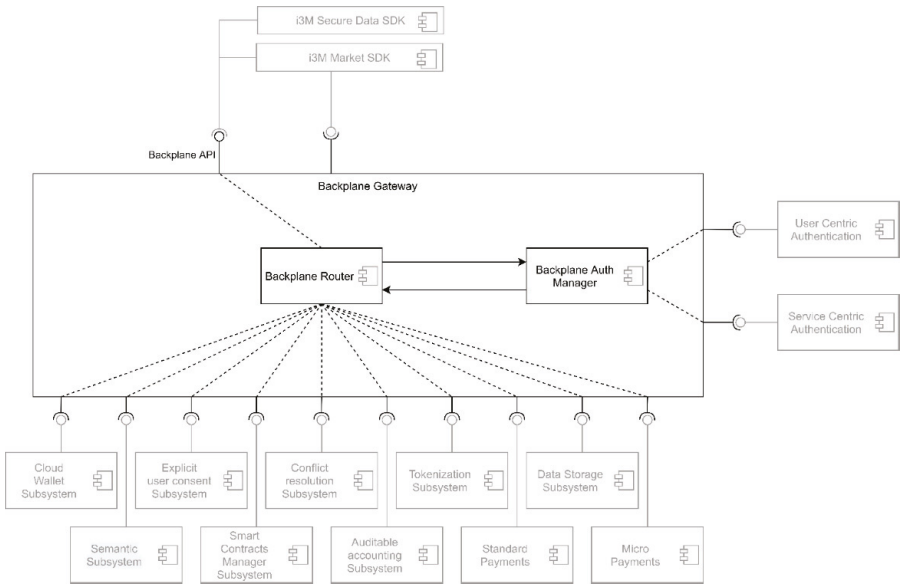 i3M Secure Data SDK
i3M Market SDK
Backplane API
Backplane Gateway
User Centric
Authentication
Backplane Router
Backplane Auth
Manager
Service Centric
Authentication
Cloud
Wallet
Subsystem
Explicit
user consent
Subsystem
Conflict
resolution
Subsystem
Tokenization
Subsystem
Data Storage
Subsystem
Semantic
Subsystem
Smart
Contracts
Manager
Subsystem
Auditable
accounting
Subsystem
Standard
Payments
Micro
Payments